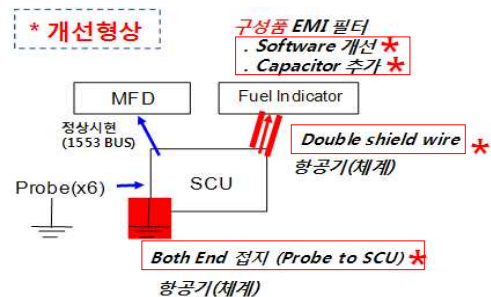 * 개선형상
구성품 EMI 필터
. Software 개선 *
. Capacitor 추가 *
MFD
Fuel Indicator
정상시현
(1553 BUS)
Double shield wire *
항공기(체계)
Probe(x6)
SCU
Both End 접지 (Probe to SCU) *
항공기(체계)